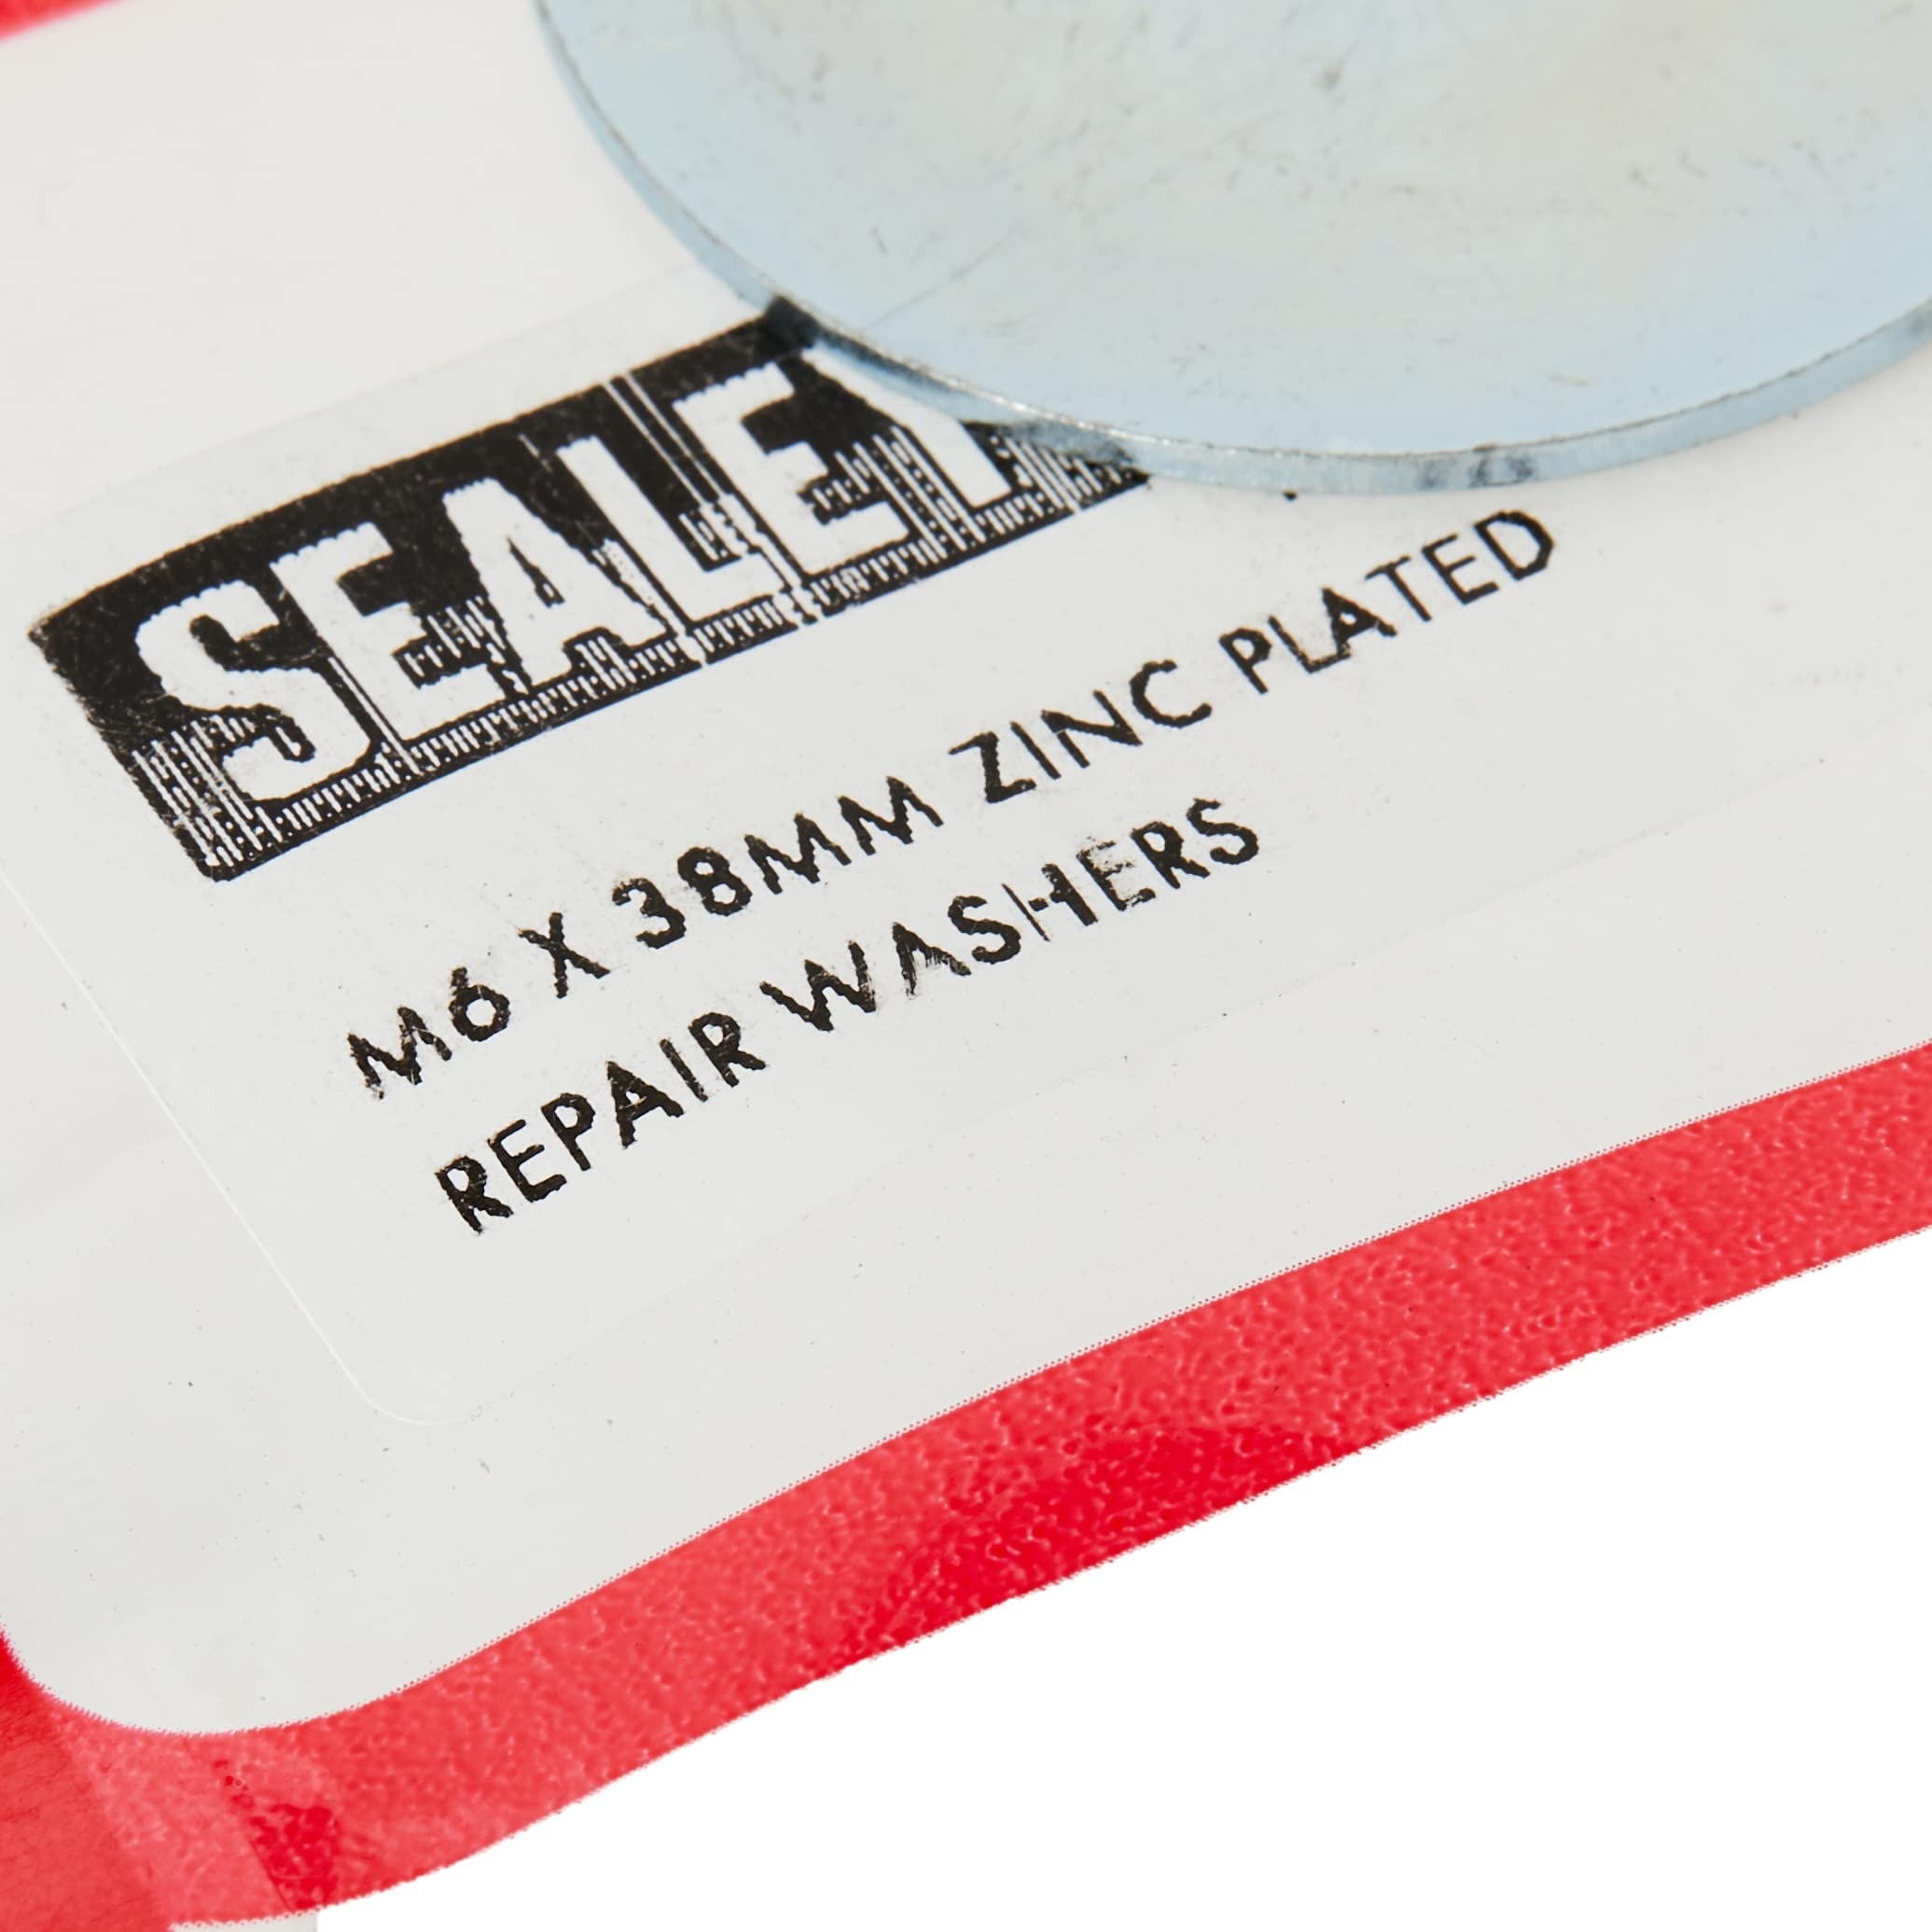 SEALEY
M6 X 38MM ZINC PLATED
REPAIR WASHERS